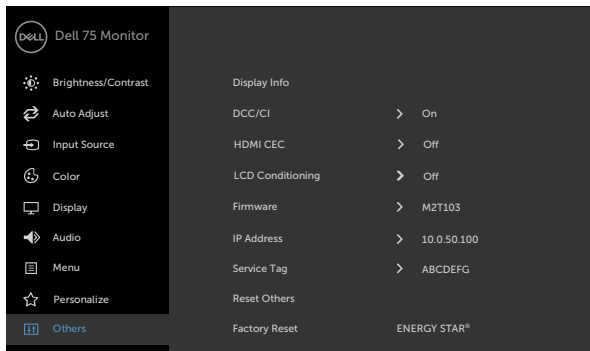 DELL Dell 75 Monitor
Brightness/Contrast Display Info
Auto Adjust DCC/CI On
Input Source HDMI CEC Off
Color LCD Conditioning Off
Display Firmware M2T103
Audio IP Address 10.0.50.100
Menu Service Tag ABCDEFG
Personalize Reset Others
Others Factory Reset ENERGY STAR®